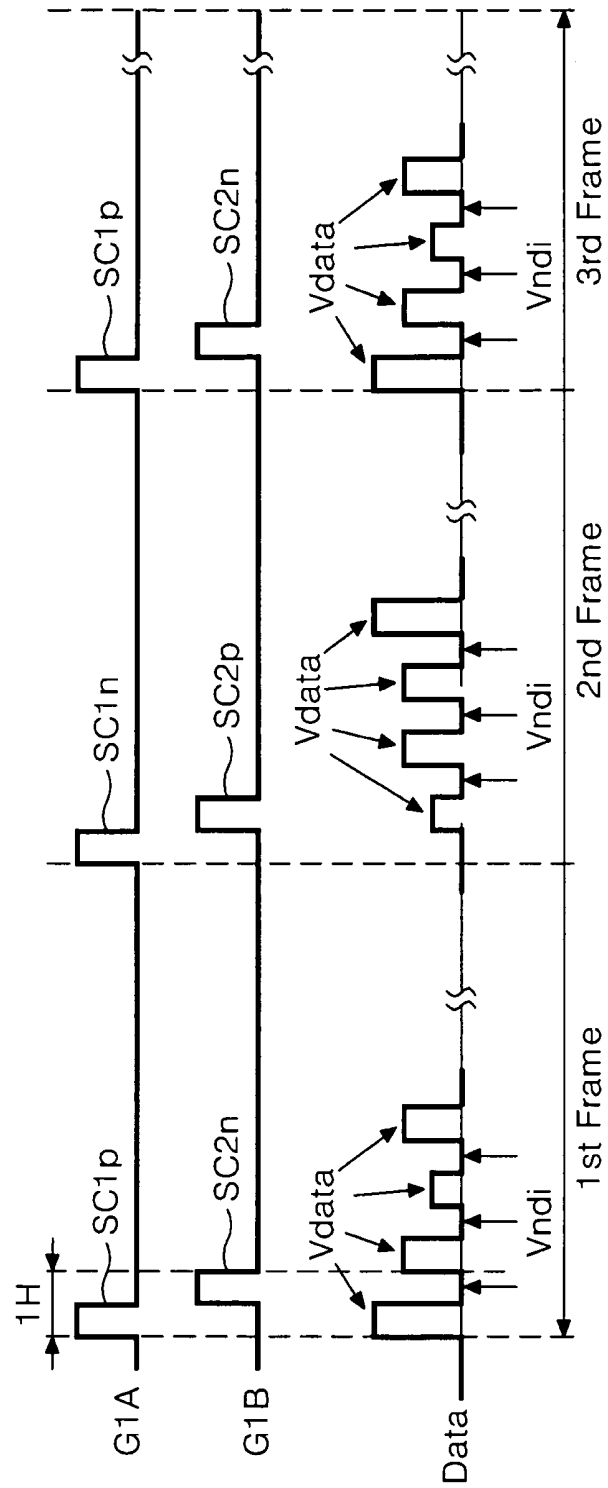 1H
SC1p
SC1n
SC1p
G1A
SC2n
SC2p
SC2n
G1B
Vdata
Vdata
Vdata
Data
Vndi
Vndi
Vndi
1st Frame
2nd Frame
3rd Frame